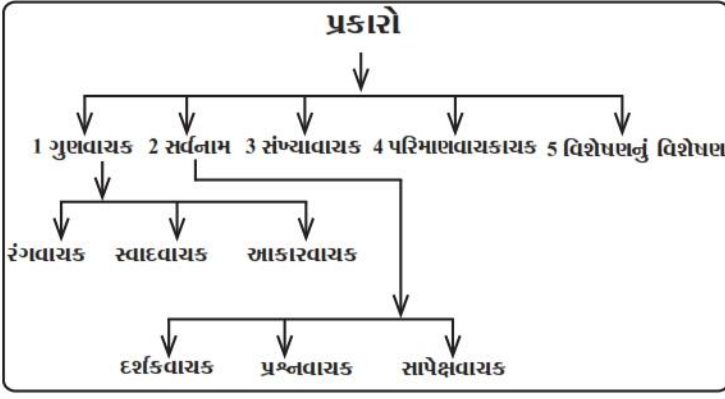 પ્રકારો
1 ગુણવાચક 2 સર્વનામ 3 સંખ્યાવાચક 4 પરિમાણવાચકાચક 5 વિશેષણનું વિશેષણ
રંગવાચક સ્વાદવાચક આકારવાચક
દર્શકવાચક પ્રશ્નવાચક સાપેક્ષવાચક